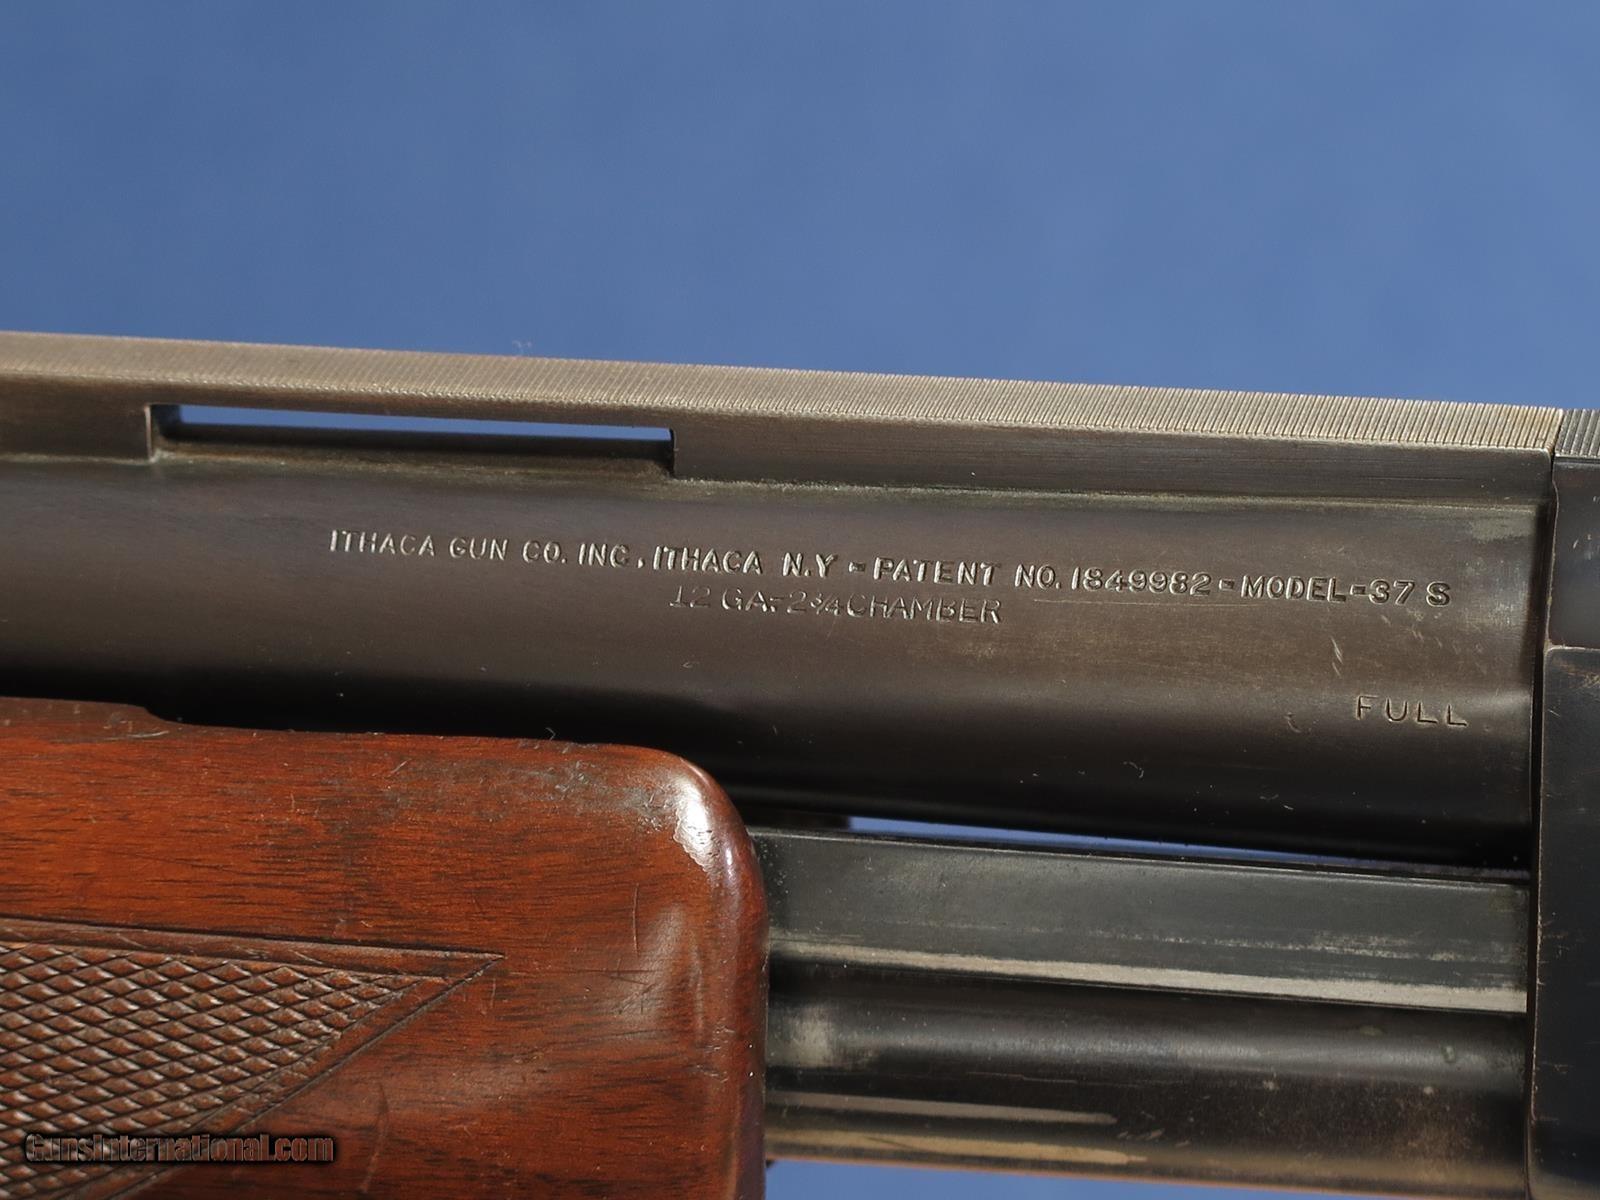 ITHACA GUN CO. INC., ITHACA N.Y - PATENT NO. 1849982 - MODEL-37 S
12 GA.-2¾ CHAMBER
FULL
GunsInternational.com